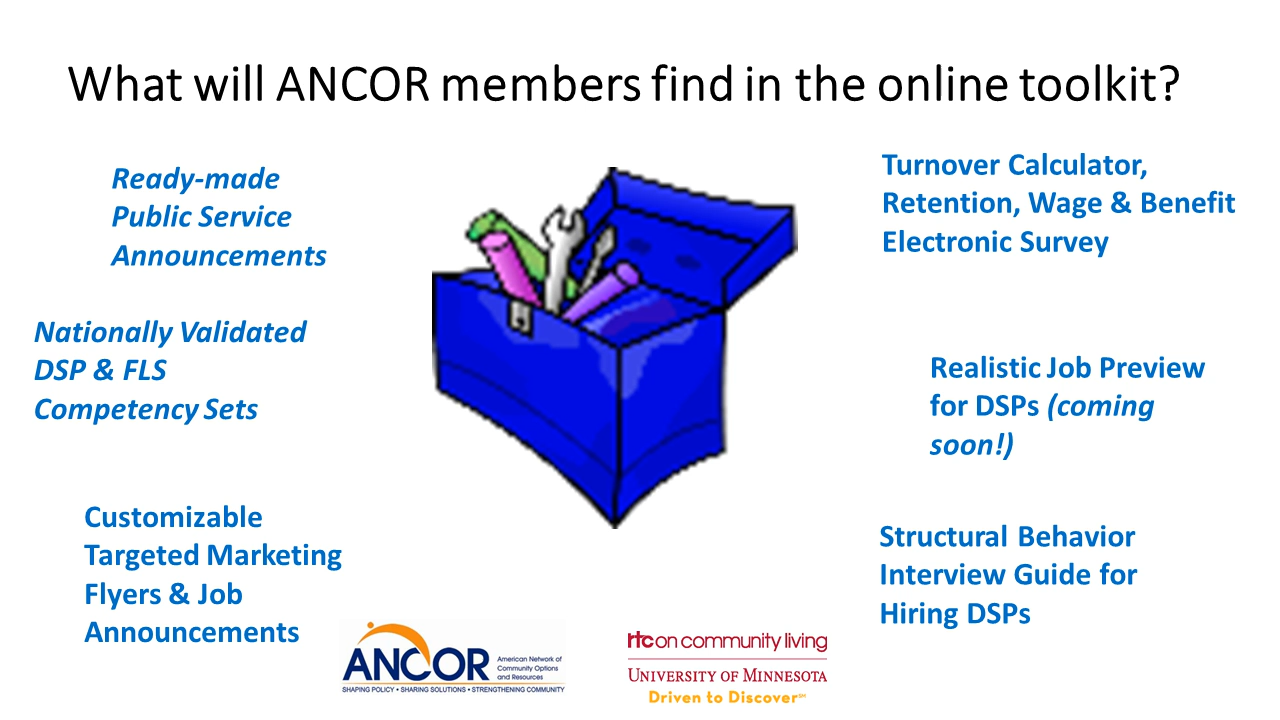 What will ANCOR members find in the online toolkit?
Ready-made
Public Service
Announcements
Nationally Validated
DSP & FLS
Competency Sets
Customizable
Targeted Marketing
Flyers & Job
Announcements
Turnover Calculator,
Retention, Wage & Benefit
Electronic Survey
Realistic Job Preview
for DSPs (coming
soon!)
Structural Behavior
Interview Guide for
Hiring DSPs
ANCOR
American Network of
Community Options
and Resources
SHAPING POLICY • SHARING SOLUTIONS • STRENGTHENING COMMUNITY
rtc on community living
UNIVERSITY OF MINNESOTA
Driven to Discover℠